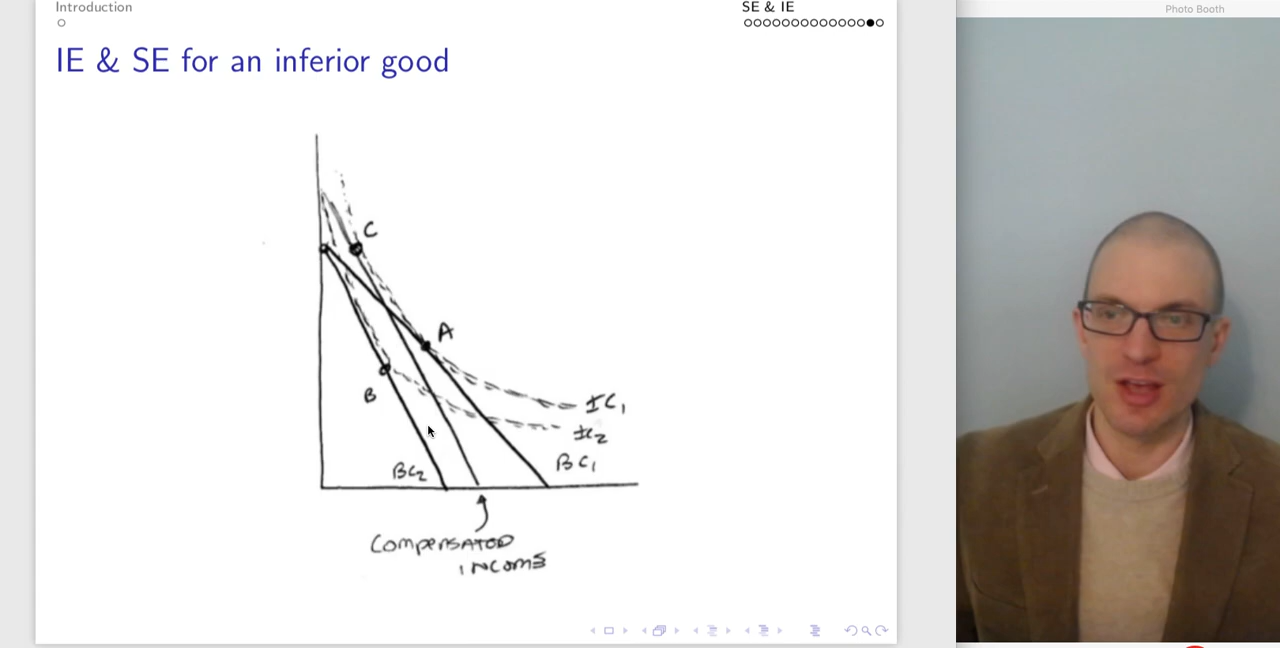 Introduction
SE & IE
Photo Booth
IE & SE for an inferior good
C
A
B
IC1
IC2
BC1
BC2
COMPENSATED
INCOME